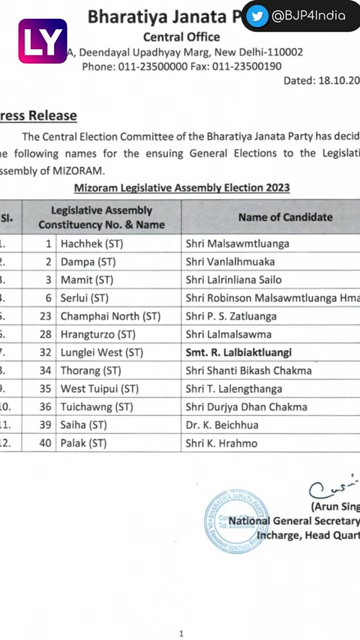 LY
@BJP4India
Bharatiya Janata P
Central Office
A, Deendayal Upadhyay Marg, New Delhi-110002
Phone: 011-23500000 Fax: 011-23500190
Dated: 18.10.20
ress Release
The Central Election Committee of the Bharatiya Janata Party has decid
he following names for the ensuing General Elections to the Legislati
ssembly of MIZORAM.
Mizoram Legislative Assembly Election 2023
Sl. Legislative Assembly Constituency No. & Name Name of Candidate
1. 1 Hachhek (ST) Shri Malsawmtluanga
2. 2 Dampa (ST) Shri Vanlalhmuaka
3. 3 Mamit (ST) Shri Lalrinliana Sailo
4. 6 Serlui (ST) Shri Robinson Malsawmtluanga Hma
5. 23 Champhai North (ST) Shri P. S. Zatluanga
6. 28 Hrangturzo (ST) Shri Lalmalsawma
7. 32 Lunglei West (ST) Smt. R. Lalbiaktluangi
8. 34 Thorang (ST) Shri Shanti Bikash Chakma
9. 35 West Tuipui (ST) Shri T. Lalengthanga
10. 36 Tuichawng (ST) Shri Durjya Dhan Chakma
11. 39 Saiha (ST) Dr. K. Beichhua
12. 40 Palak (ST) Shri K. Hrahmo
(Arun Sing
National General Secretary
Incharge, Head Quart
1